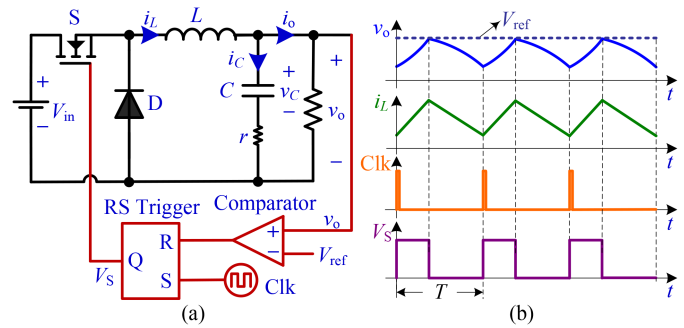 S
i_L
L
i_o
+
V_in
−
D
i_C
C
+
v_C
−
r
+
v_o
−
RS Trigger
Comparator
V_S
Q
R
S
+
−
v_o
V_ref
Clk
(a)
v_o
V_ref
t
i_L
t
Clk
t
V_S
t
T
(b)